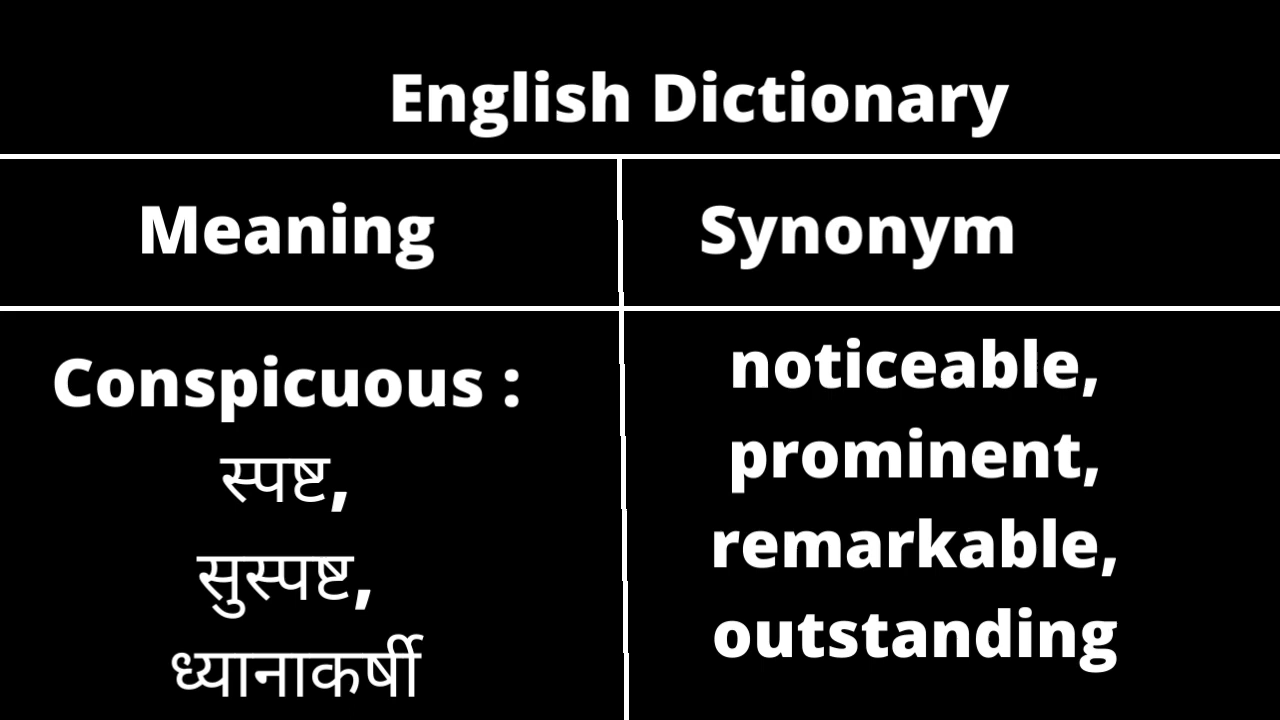 English Dictionary
Meaning
Synonym
Conspicuous :
स्पष्ट,
सुस्पष्ट,
ध्यानाकर्षी
noticeable,
prominent,
remarkable,
outstanding